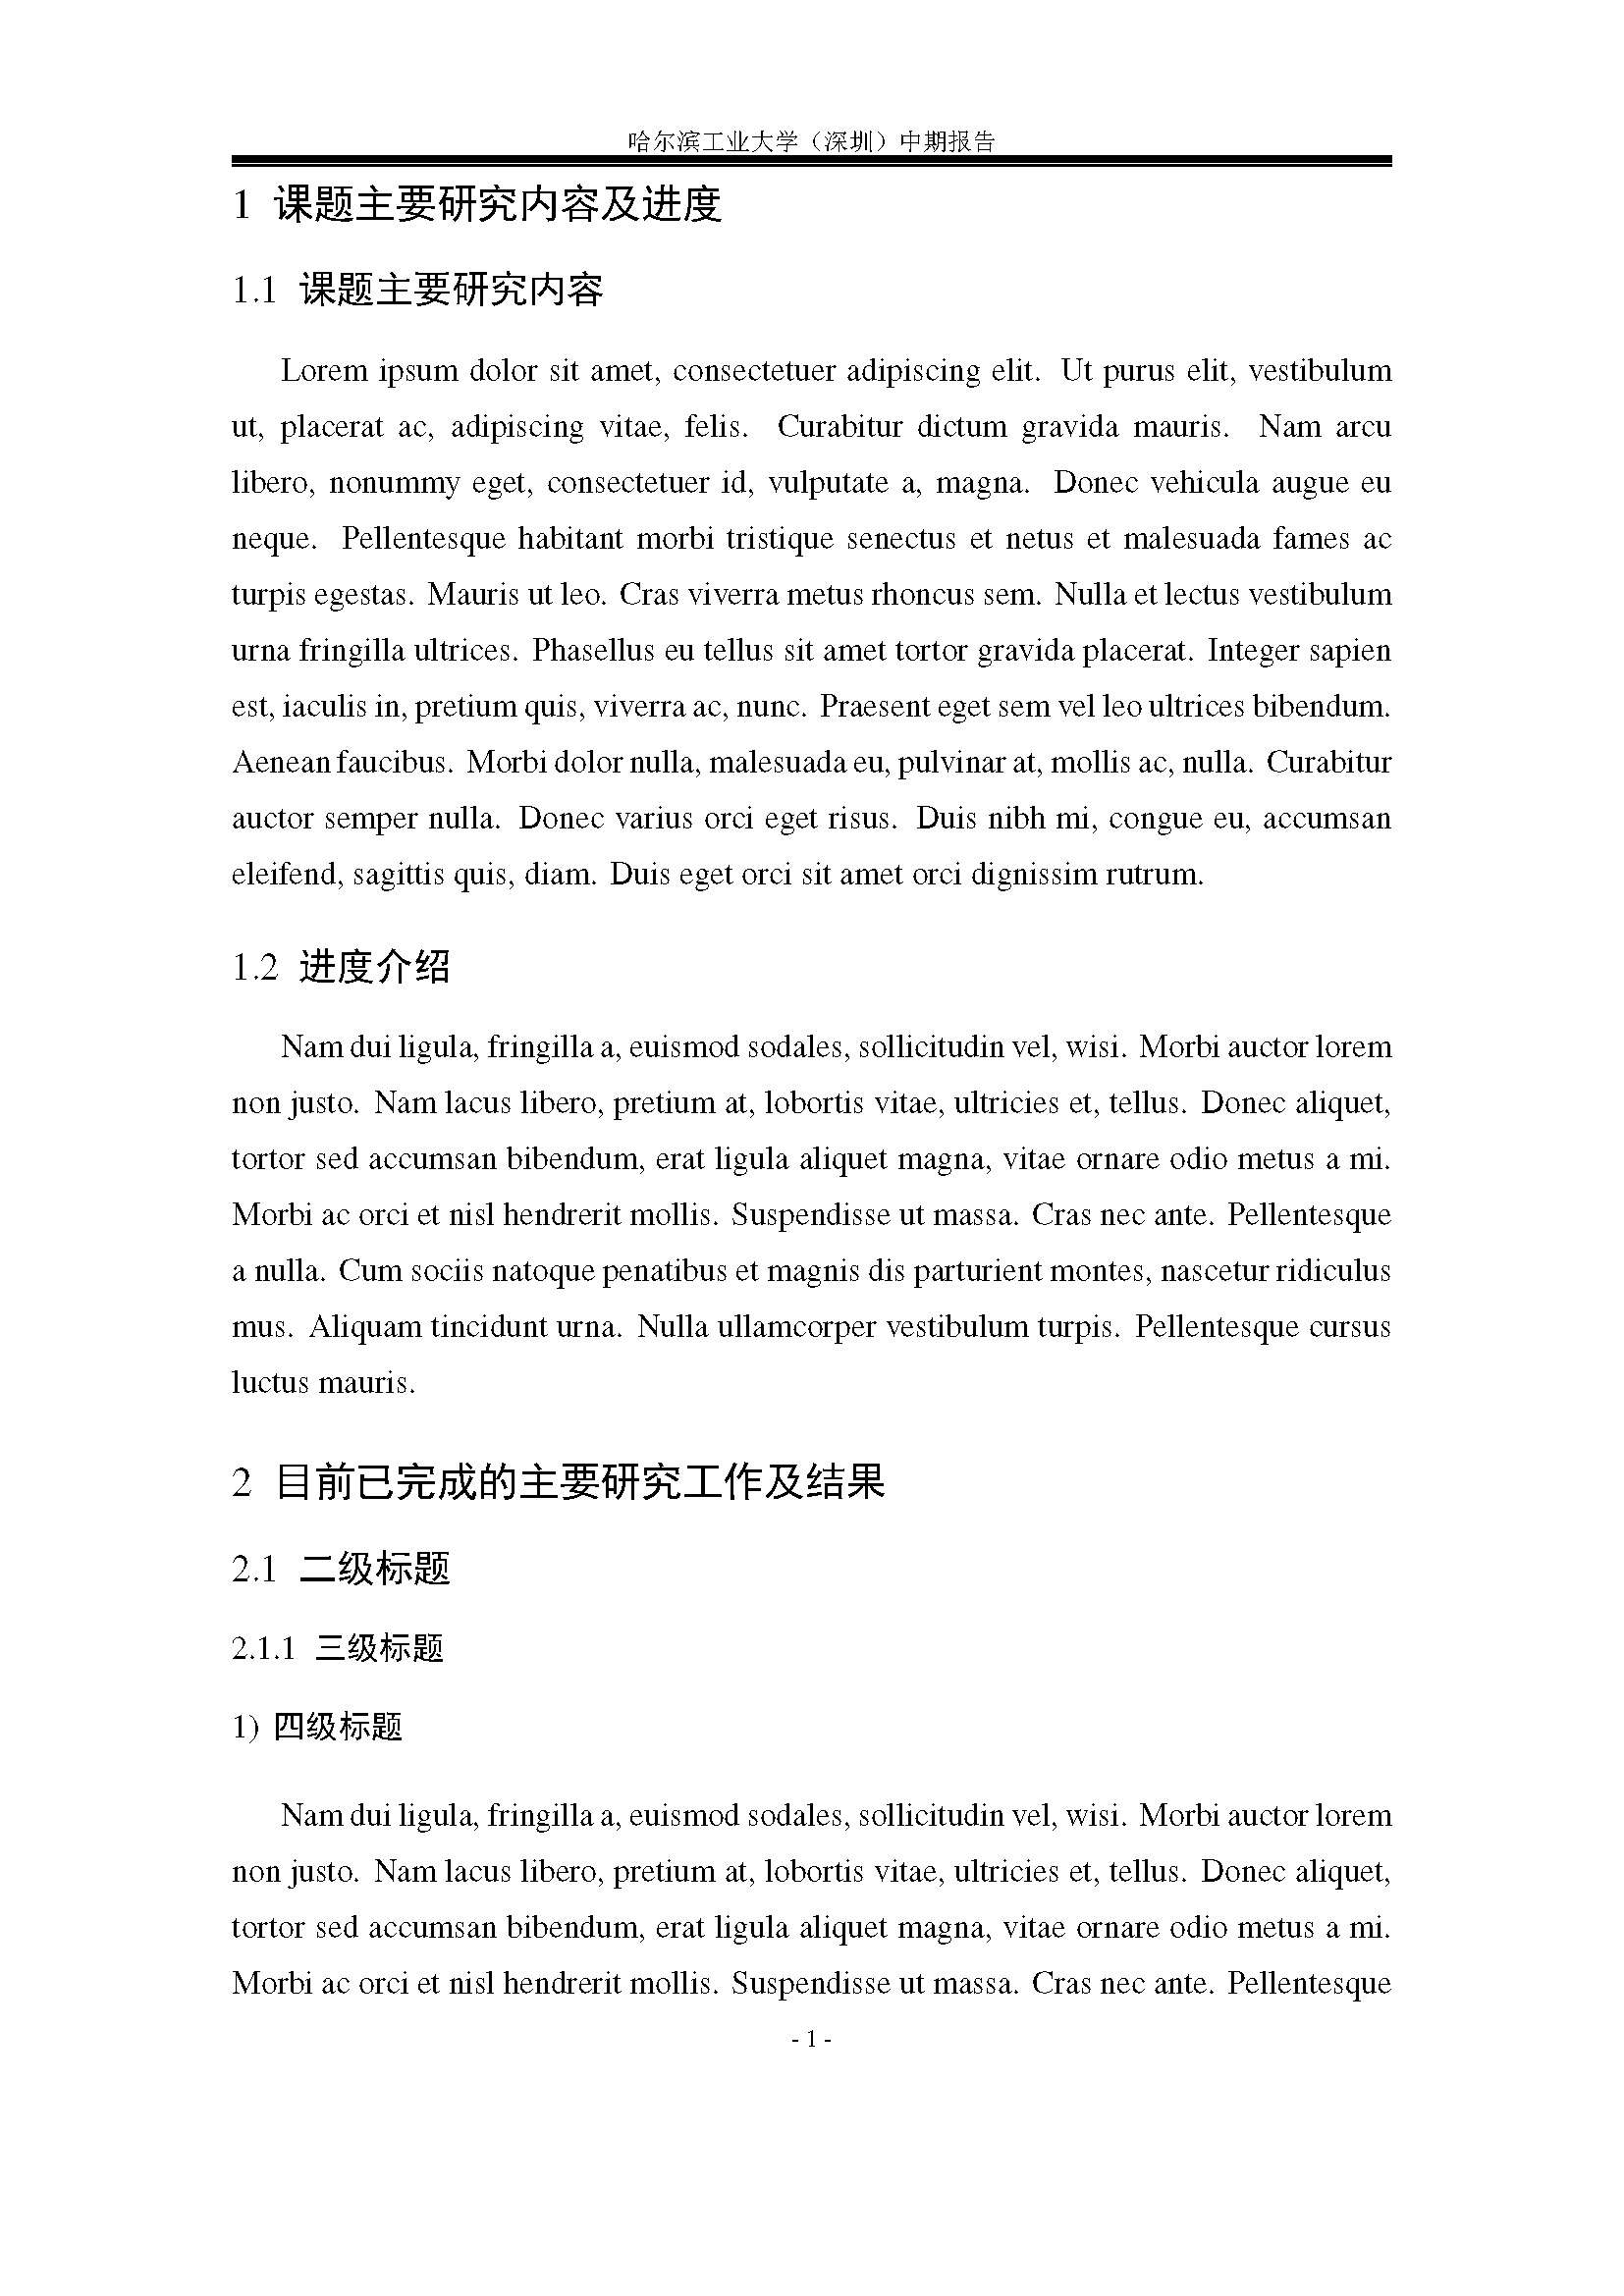 哈尔滨工业大学（深圳）中期报告
1 课题主要研究内容及进度
1.1 课题主要研究内容
Lorem ipsum dolor sit amet, consectetuer adipiscing elit. Ut purus elit, vestibulum
ut, placerat ac, adipiscing vitae, felis. Curabitur dictum gravida mauris. Nam arcu
libero, nonummy eget, consectetuer id, vulputate a, magna. Donec vehicula augue eu
neque. Pellentesque habitant morbi tristique senectus et netus et malesuada fames ac
turpis egestas. Mauris ut leo. Cras viverra metus rhoncus sem. Nulla et lectus vestibulum
urna fringilla ultrices. Phasellus eu tellus sit amet tortor gravida placerat. Integer sapien
est, iaculis in, pretium quis, viverra ac, nunc. Praesent eget sem vel leo ultrices bibendum.
Aenean faucibus. Morbi dolor nulla, malesuada eu, pulvinar at, mollis ac, nulla. Curabitur
auctor semper nulla. Donec varius orci eget risus. Duis nibh mi, congue eu, accumsan
eleifend, sagittis quis, diam. Duis eget orci sit amet orci dignissim rutrum.
1.2 进度介绍
Nam dui ligula, fringilla a, euismod sodales, sollicitudin vel, wisi. Morbi auctor lorem
non justo. Nam lacus libero, pretium at, lobortis vitae, ultricies et, tellus. Donec aliquet,
tortor sed accumsan bibendum, erat ligula aliquet magna, vitae ornare odio metus a mi.
Morbi ac orci et nisl hendrerit mollis. Suspendisse ut massa. Cras nec ante. Pellentesque
a nulla. Cum sociis natoque penatibus et magnis dis parturient montes, nascetur ridiculus
mus. Aliquam tincidunt urna. Nulla ullamcorper vestibulum turpis. Pellentesque cursus
luctus mauris.
2 目前已完成的主要研究工作及结果
2.1 二级标题
2.1.1 三级标题
1) 四级标题
Nam dui ligula, fringilla a, euismod sodales, sollicitudin vel, wisi. Morbi auctor lorem
non justo. Nam lacus libero, pretium at, lobortis vitae, ultricies et, tellus. Donec aliquet,
tortor sed accumsan bibendum, erat ligula aliquet magna, vitae ornare odio metus a mi.
Morbi ac orci et nisl hendrerit mollis. Suspendisse ut massa. Cras nec ante. Pellentesque
- 1 -